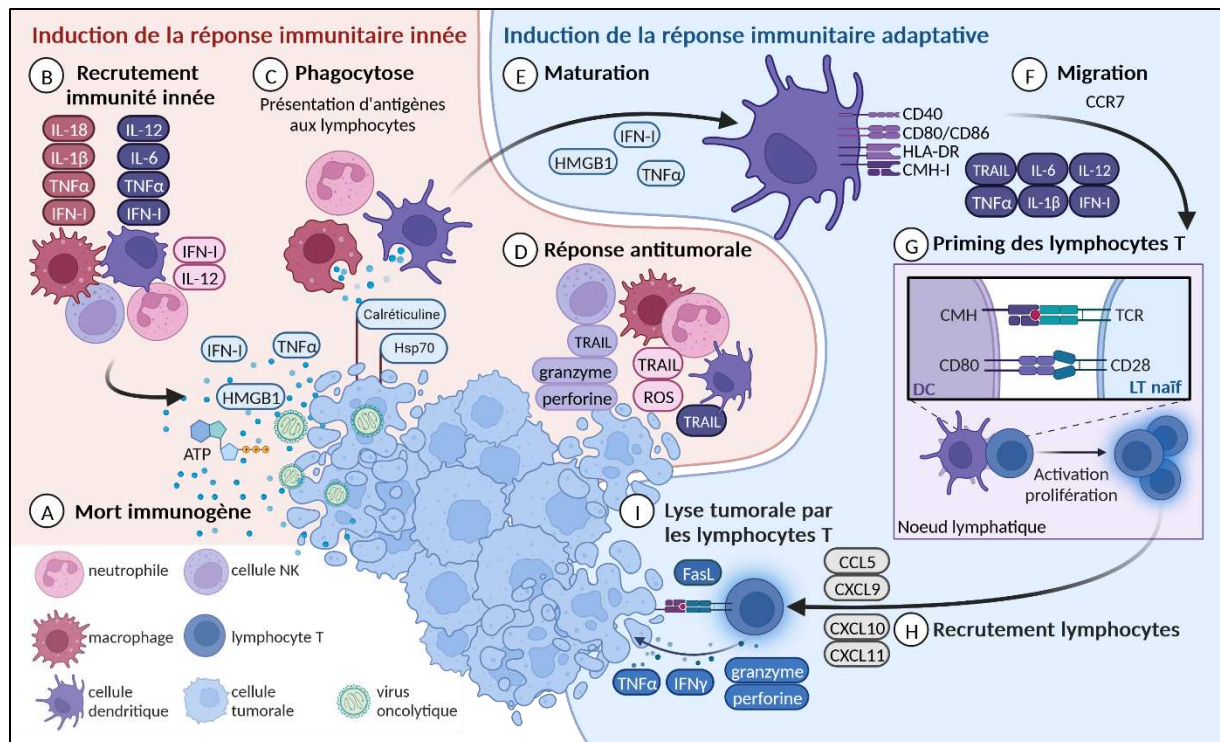 Induction de la réponse immunitaire innée
B
Recrutement
immunité innée
IL-18
IL-1β
TNFα
IFN-I
IL-12
IL-6
TNFα
IFN-I
IFN-I
IL-12
C
Phagocytose
Présentation d'antigènes
aux lymphocytes
Calréticuline
Hsp70
IFN-I
TNFα
HMGB1
ATP
P
P
P
A
Mort immunogène
D
Réponse antitumorale
TRAIL
granzyme
perforine
TRAIL
ROS
TRAIL
Induction de la réponse immunitaire adaptative
E
Maturation
IFN-I
HMGB1
TNFα
CD40
CD80/CD86
HLA-DR
CMH-I
F
Migration
CCR7
TRAIL
IL-6
IL-12
TNFα
IL-1β
IFN-I
G
Priming des lymphocytes T
CMH
TCR
CD80
CD28
DC
LT naïf
Activation
prolifération
Noeud lymphatique
H
Recrutement lymphocytes
CCL5
CXCL9
CXCL10
CXCL11
I
Lyse tumorale par
les lymphocytes T
FasL
TNFα
IFNγ
granzyme
perforine
neutrophile
cellule NK
macrophage
lymphocyte T
cellule
dendritique
cellule
tumorale
virus
oncolytique